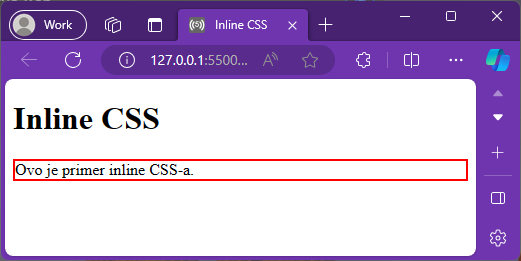 Work
Inline CSS
127.0.0.1:5500...
Inline CSS
Ovo je primer inline CSS-a.